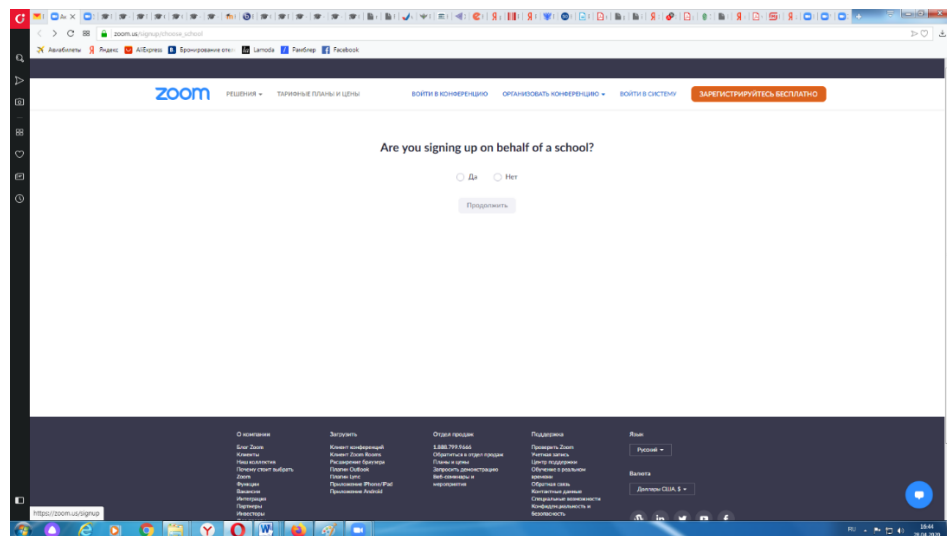 zoom.us/signup/choose_school
Авиабилеты Яндекс AliExpress Бронирование оте Lamoda Рамблер Facebook
zoom РЕШЕНИЯ ТАРИФНЫЕ ПЛАНЫ И ЦЕНЫ ВОЙТИ В КОНФЕРЕНЦИЮ ОРГАНИЗОВАТЬ КОНФЕРЕНЦИЮ ВОЙТИ В СИСТЕМУ ЗАРЕГИСТРИРУЙТЕСЬ БЕСПЛАТНО
Are you signing up on behalf of a school?
Да Нет
Продолжить
О компании
Блог Zoom
Клиенты
Наш коллектив
Почему стоит выбрать
Zoom
Функции
Вакансии
Интеграции
Партнеры
Инвесторы
Загрузить
Клиент конференций
Клиент Zoom Rooms
Расширение браузера
Плагин Outlook
Плагин Lync
Приложение iPhone/iPad
Приложение Android
Отдел продаж
1.888.799.9666
Обратиться в отдел продаж
Планы и цены
Запросить демонстрацию
Веб-семинары и
мероприятия
Поддержка
Проверить Zoom
Учетная запись
Центр поддержки
Обучение в реальном
времени
Обратная связь
Контактные данные
Специальные возможности
Конфиденциальность и
безопасность
Язык
Русский
Валюта
Доллары США, $
https://zoom.us/signup
RU 16:44
28.04.2020